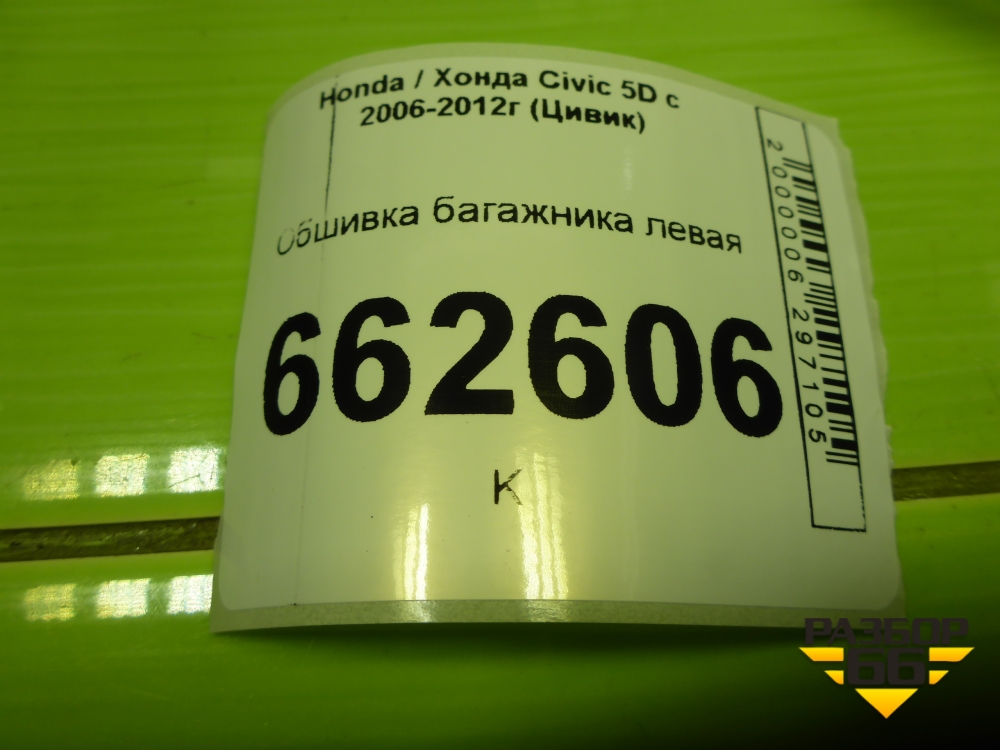 Honda / Хонда Civic 5D с
2006-2012г (Цивик)
Обшивка багажника левая
662606
К
2000006297105
РАЗБОР
66